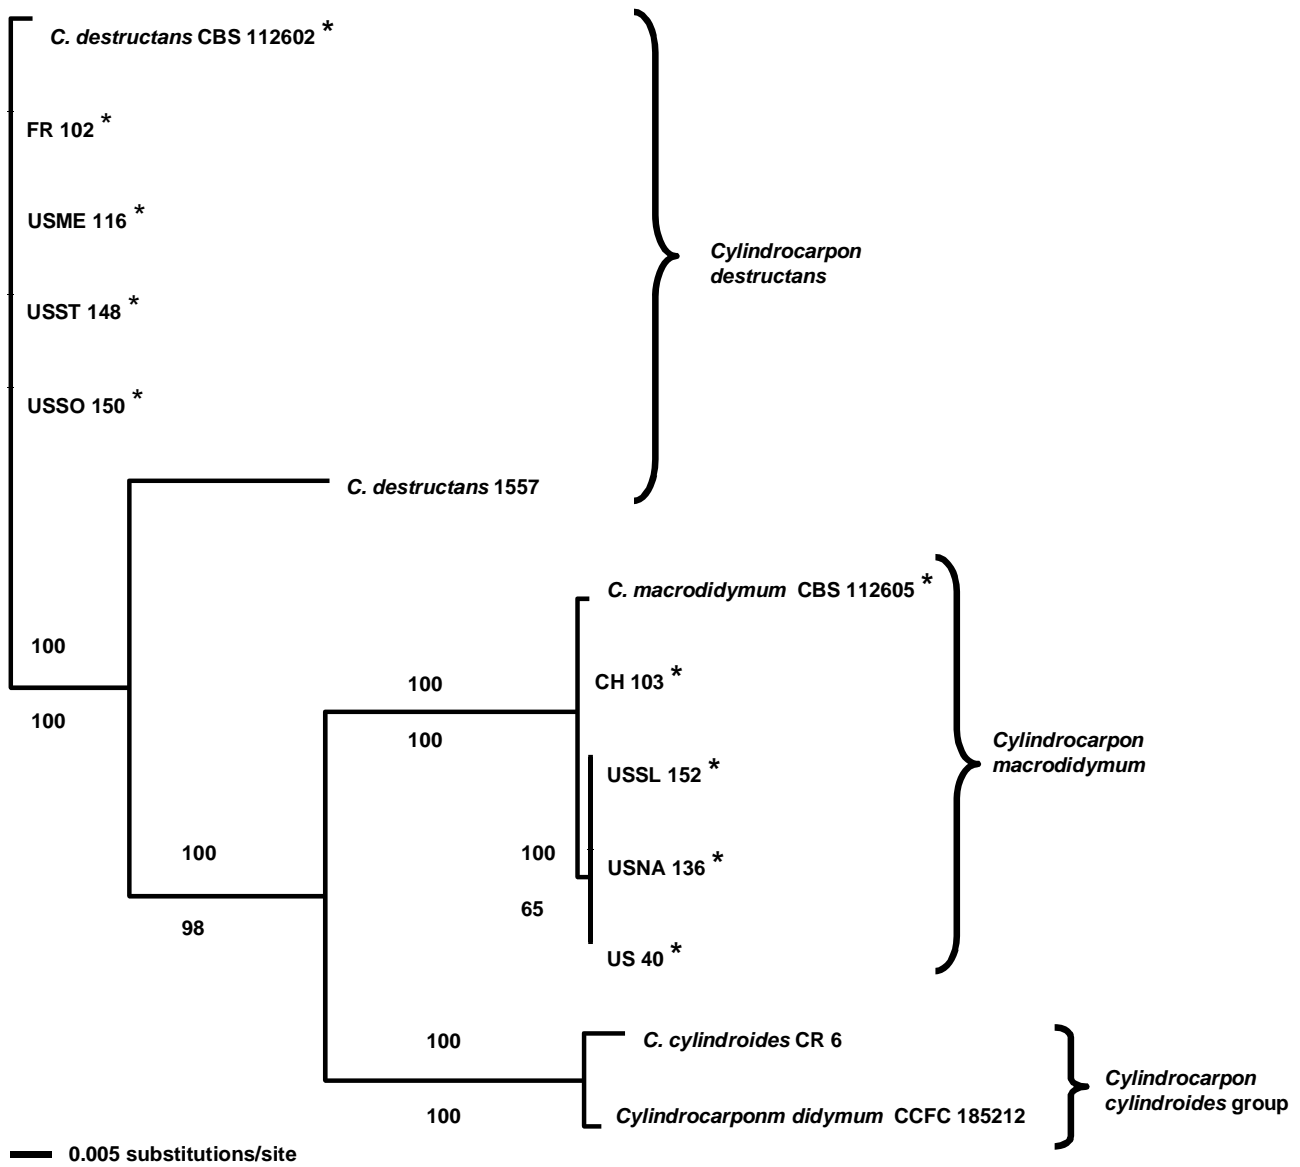 C. destructans CBS 112602 *
FR 102 *
USME 116 *
Cylindrocarpon
destructans
USST 148 *
USSO 150 *
C. destructans 1557
C. macrodidymum CBS 112605 *
100
CH 103 *
100
100
100
Cylindrocarpon
macrodidymum
USSL 152 *
100
100
USNA 136 *
65
98
US 40 *
100
C. cylindroides CR 6
Cylindrocarpon
cylindroides group
100
Cylindrocarponm didymum CCFC 185212
0.005 substitutions/site